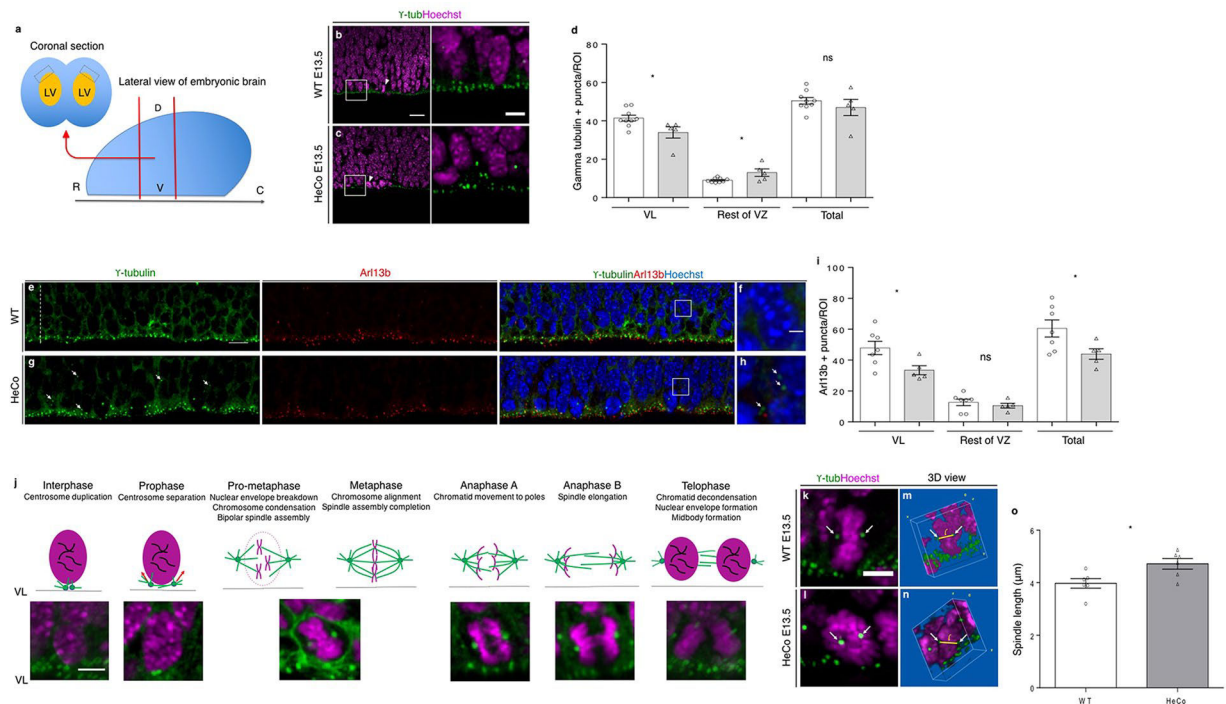 a
Coronal section
LV
LV
Lateral view of embryonic brain
D
R
V
C
ϒ-tubHoechst
WT E13.5
b
HeCo E13.5
c
d
Gamma tubulin + puncta/ROI
80
60
40
20
0
*
*
ns
VL
Rest of VZ
Total
ϒ-tubulin
Arl13b
ϒ-tubulinArl13bHoechst
WT
e
f
HeCo
g
h
i
Arl13b + puncta/ROI
100
80
60
40
20
0
*
ns
*
VL
Rest of VZ
Total
j
Interphase
Centrosome duplication
Prophase
Centrosome separation
Pro-metaphase
Nuclear envelope breakdown
Chromosome condensation
Bipolar spindle assembly
Metaphase
Chromosome alignment
Spindle assembly completion
Anaphase A
Chromatid movement to poles
Anaphase B
Spindle elongation
Telophase
Chromatid decondensation
Nuclear envelope formation
Midbody formation
VL
VL
ϒ-tubHoechst
3D view
WT E13.5
k
m
HeCo E13.5
l
n
o
Spindle length (µm)
6
4
2
0
*
WT
HeCo